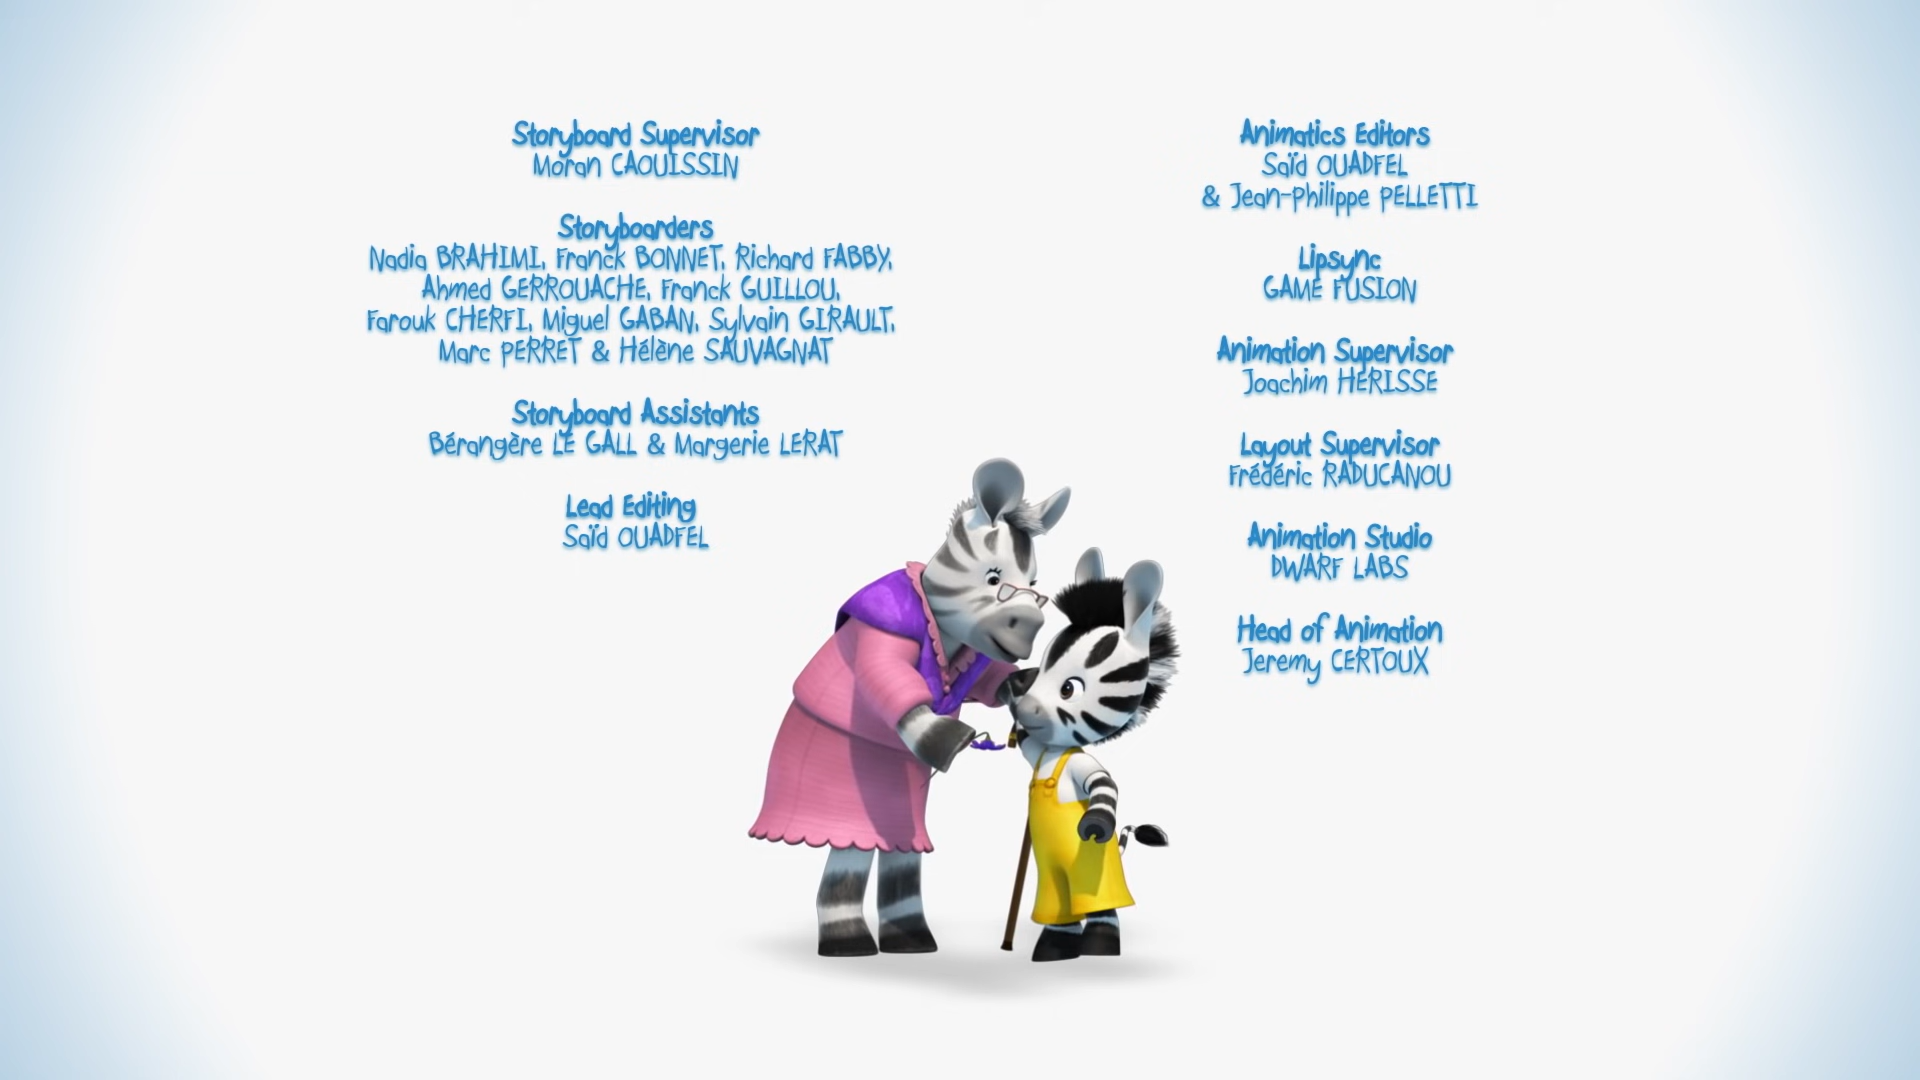 Storyboard Supervisor
Moran CAOUISSIN
Storyboarders
Nadia BRAHIMI, Franck BONNET, Richard FABBY,
Ahmed GERROUACHE, Franck GUILLOU,
Farouk CHERFI, Miguel GABAN, Sylvain GIRAULT,
Marc PERRET & Hélène SAUVAGNAT
Storyboard Assistants
Bérangère LE GALL & Margerie LERAT
Lead Editing
Saïd OUADFEL
Animatics Editors
Saïd OUADFEL
& Jean-Philippe PELLETTI
Lipsync
GAME FUSION
Animation Supervisor
Joachim HERISSE
Layout Supervisor
Frédéric RADUCANOU
Animation Studio
DWARF LABS
Head of Animation
Jeremy CERTOUX